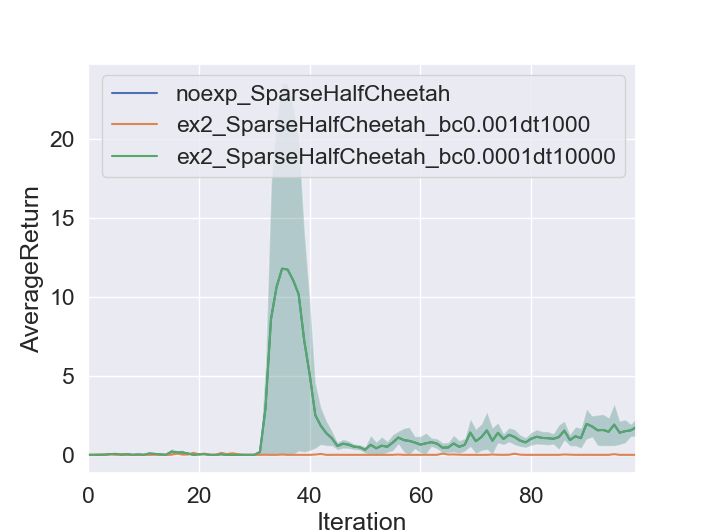 noexp_SparseHalfCheetah
ex2_SparseHalfCheetah_bc0.001dt1000
ex2_SparseHalfCheetah_bc0.0001dt10000
AverageReturn
20
15
10
5
0
0 20 40 60 80
Iteration